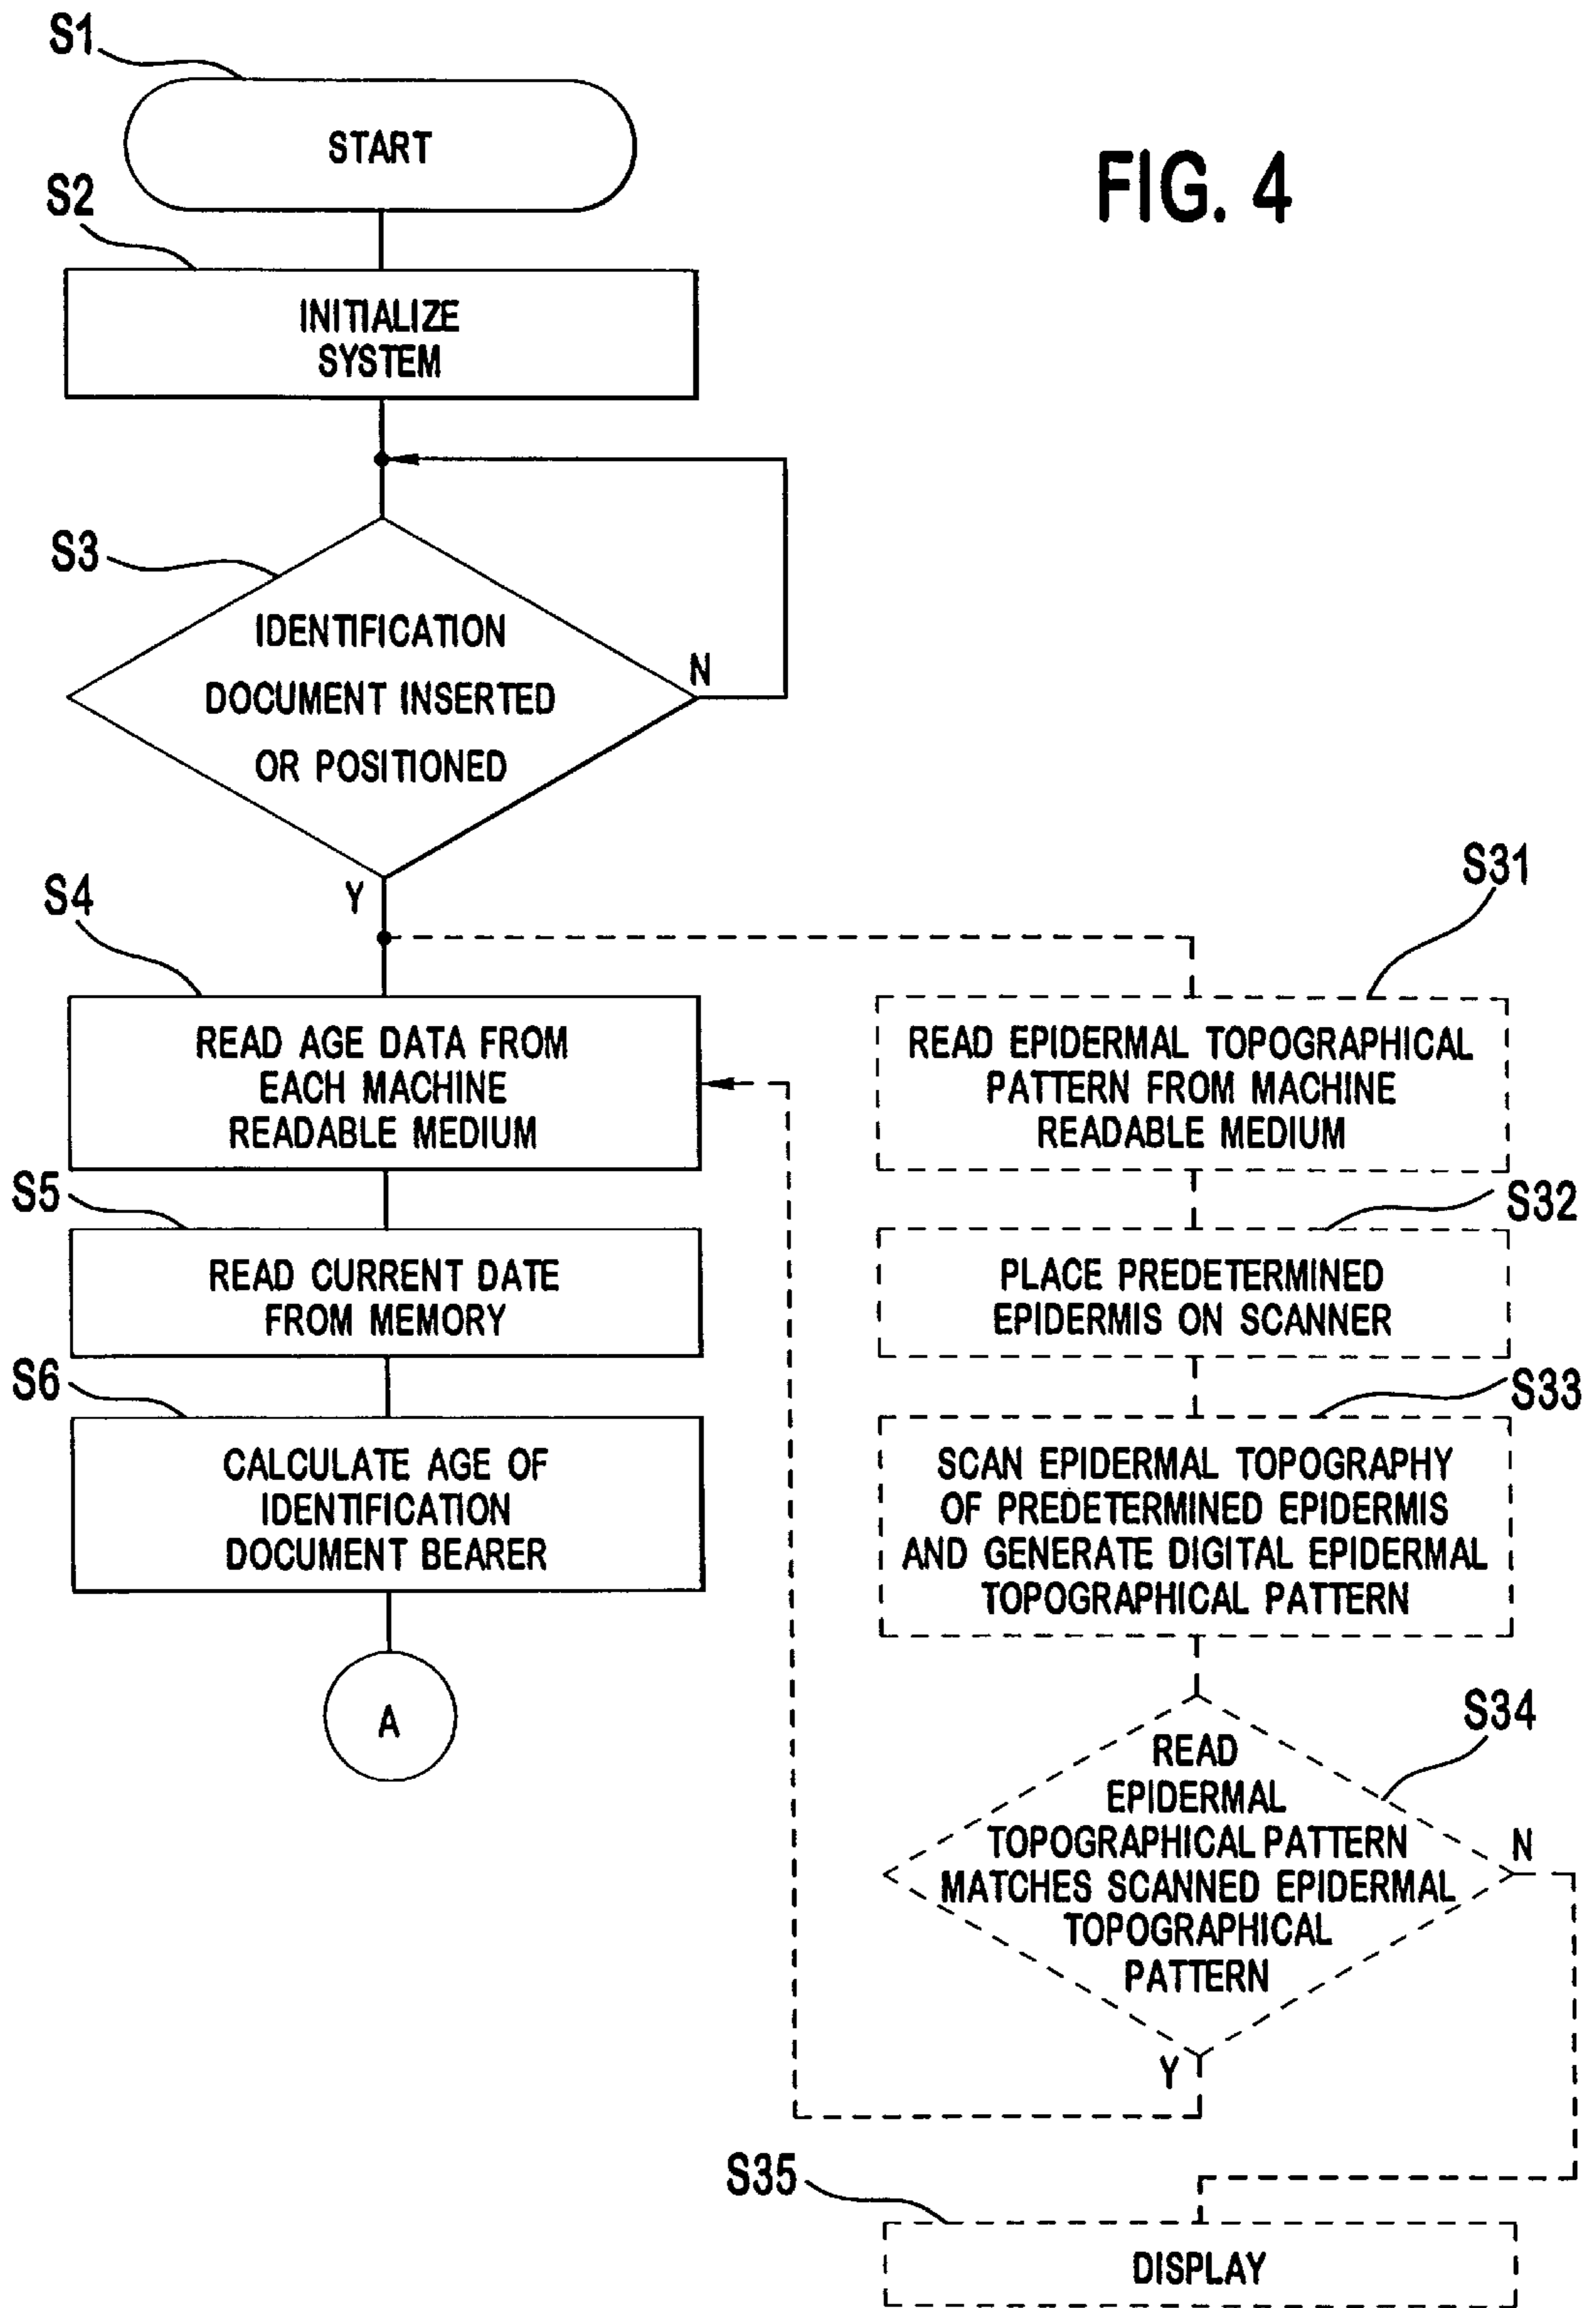 S1
START
FIG. 4
S2
INITIALIZE
SYSTEM
S3
IDENTIFICATION
DOCUMENT INSERTED
OR POSITIONED
N
Y
S4
READ AGE DATA FROM
EACH MACHINE
READABLE MEDIUM
S5
READ CURRENT DATE
FROM MEMORY
S6
CALCULATE AGE OF
IDENTIFICATION
DOCUMENT BEARER
A
S31
READ EPIDERMAL TOPOGRAPHICAL
PATTERN FROM MACHINE
READABLE MEDIUM
S32
PLACE PREDETERMINED
EPIDERMIS ON SCANNER
S33
SCAN EPIDERMAL TOPOGRAPHY
OF PREDETERMINED EPIDERMIS
AND GENERATE DIGITAL EPIDERMAL
TOPOGRAPHICAL PATTERN
S34
READ
EPIDERMAL
TOPOGRAPHICAL PATTERN
MATCHES SCANNED EPIDERMAL
TOPOGRAPHICAL
PATTERN
N
Y
S35
DISPLAY